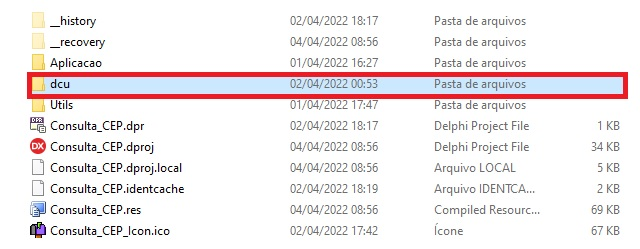 __history 02/04/2022 18:17 Pasta de arquivos
__recovery 04/04/2022 08:56 Pasta de arquivos
Aplicacao 01/04/2022 16:27 Pasta de arquivos
dcu 02/04/2022 00:53 Pasta de arquivos
Utils 01/04/2022 17:47 Pasta de arquivos
DPR Consulta_CEP.dpr 02/04/2022 18:17 Delphi Project File 1 KB
DX Consulta_CEP.dproj 04/04/2022 08:56 Delphi Project File 34 KB
Consulta_CEP.dproj.local 04/04/2022 08:56 Arquivo LOCAL 5 KB
Consulta_CEP.identcache 02/04/2022 18:19 Arquivo IDENTCA... 2 KB
Consulta_CEP.res 04/04/2022 08:56 Compiled Resourc... 69 KB
Consulta_CEP_Icon.ico 02/04/2022 17:42 Ícone 67 KB